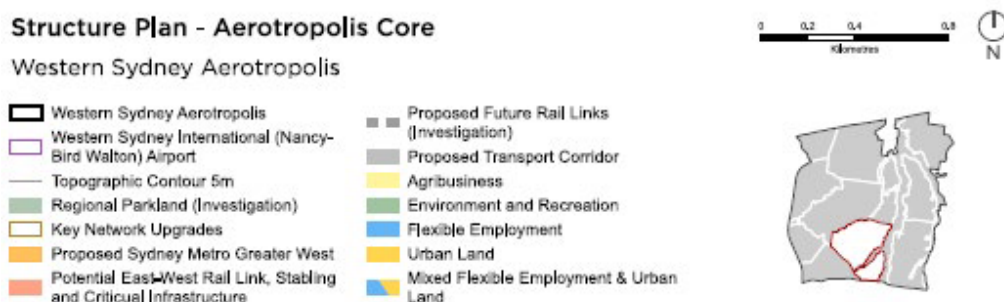 Structure Plan - Aerotropolis Core
Western Sydney Aerotropolis
0 0.2 0.4 0.8
Kilometres
N
Western Sydney Aerotropolis
Western Sydney International (Nancy-
Bird Walton) Airport
Topographic Contour 5m
Regional Parkland (Investigation)
Key Network Upgrades
Proposed Sydney Metro Greater West
Potential East-West Rail Link, Stabling
and Criticual Infrastructure
Proposed Future Rail Links
(Investigation)
Proposed Transport Corridor
Agribusiness
Environment and Recreation
Flexible Employment
Urban Land
Mixed Flexible Employment & Urban
Land